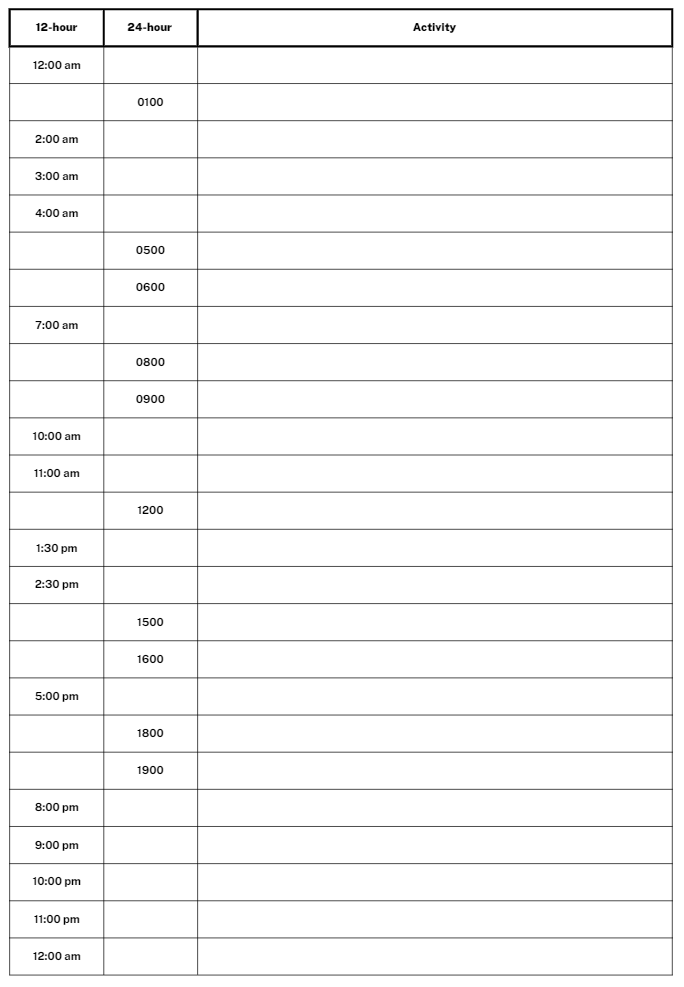 12-hour 24-hour Activity
12:00 am
0100
2:00 am
3:00 am
4:00 am
0500
0600
7:00 am
0800
0900
10:00 am
11:00 am
1200
1:30 pm
2:30 pm
1500
1600
5:00 pm
1800
1900
8:00 pm
9:00 pm
10:00 pm
11:00 pm
12:00 am